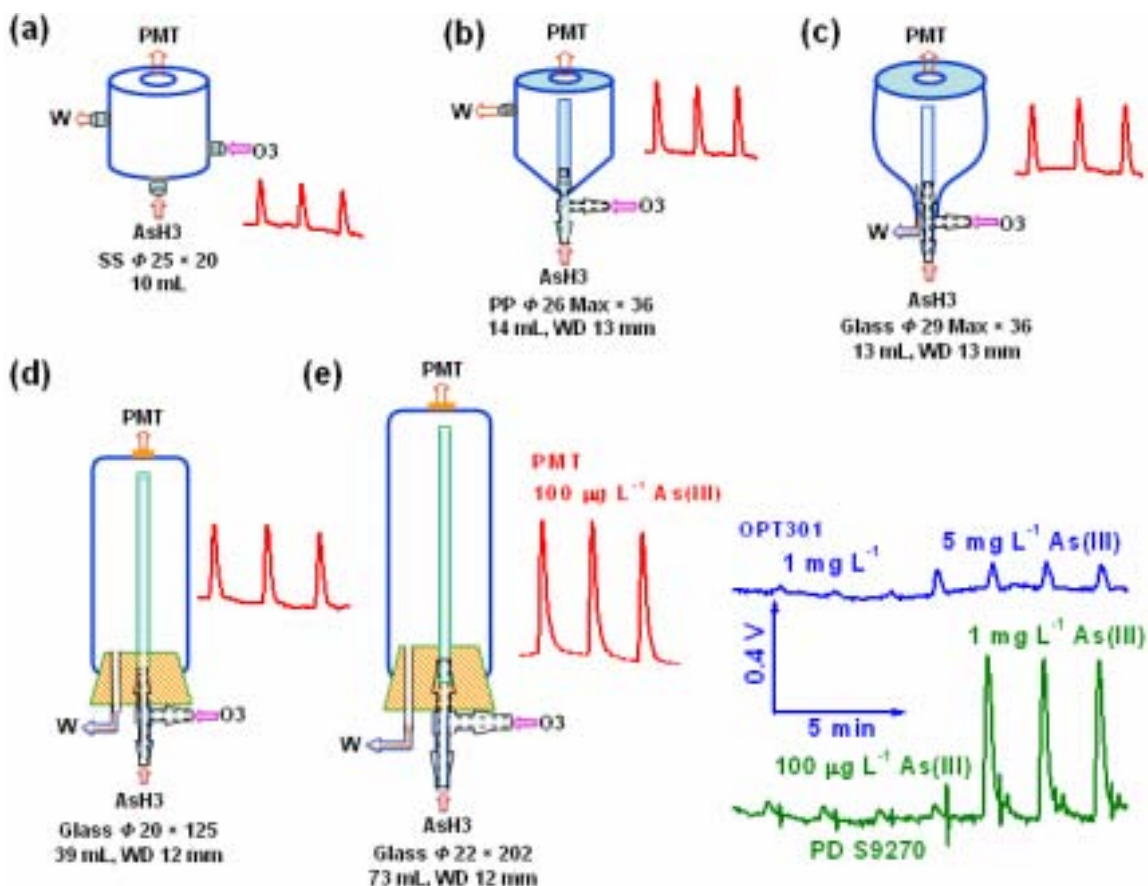 (a)
PMT
W
O3
AsH3
SS Φ 25 × 20
10 mL
(b)
PMT
W
O3
AsH3
PP Φ 26 Max × 36
14 mL, WD 13 mm
(c)
PMT
W
O3
AsH3
Glass Φ 29 Max × 36
13 mL, WD 13 mm
(d)
PMT
W
O3
AsH3
Glass Φ 20 × 125
39 mL, WD 12 mm
(e)
PMT
W
O3
AsH3
Glass Φ 22 × 202
73 mL, WD 12 mm
PMT
100 µg L⁻¹ As(III)
OPT301
1 mg L⁻¹
5 mg L⁻¹ As(III)
0.4 V
5 min
1 mg L⁻¹ As(III)
100 µg L⁻¹ As(III)
PD S9270